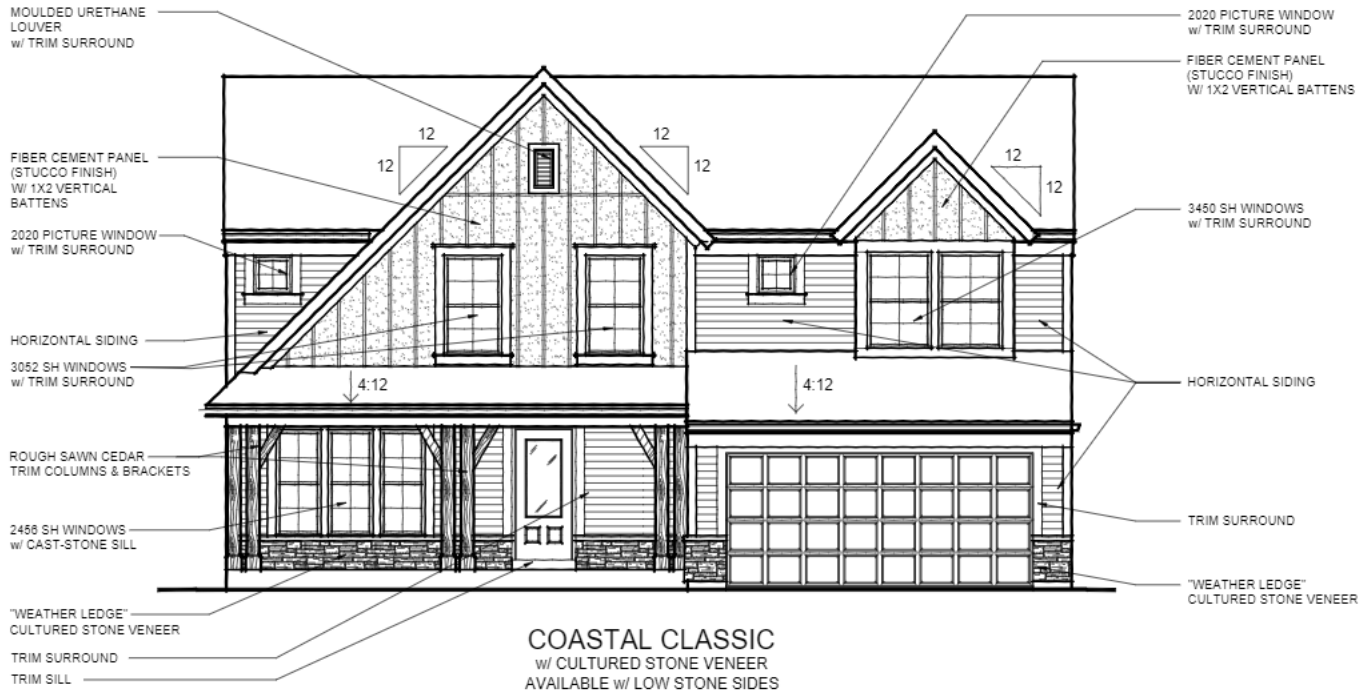 MOULDED URETHANE
LOUVER
w/ TRIM SURROUND
FIBER CEMENT PANEL
(STUCCO FINISH)
W/ 1X2 VERTICAL
BATTENS
2020 PICTURE WINDOW
w/ TRIM SURROUND
HORIZONTAL SIDING
3052 SH WINDOWS
w/ TRIM SURROUND
ROUGH SAWN CEDAR
TRIM COLUMNS & BRACKETS
2456 SH WINDOWS
w/ CAST-STONE SILL
"WEATHER LEDGE"
CULTURED STONE VENEER
TRIM SURROUND
TRIM SILL
12
12
12
12
12
12
4:12
4:12
2020 PICTURE WINDOW
w/ TRIM SURROUND
FIBER CEMENT PANEL
(STUCCO FINISH)
W/ 1X2 VERTICAL BATTENS
3450 SH WINDOWS
w/ TRIM SURROUND
HORIZONTAL SIDING
TRIM SURROUND
"WEATHER LEDGE"
CULTURED STONE VENEER
COASTAL CLASSIC
w/ CULTURED STONE VENEER
AVAILABLE w/ LOW STONE SIDES